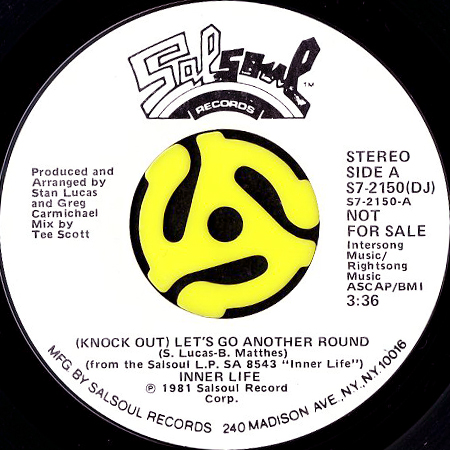 Salsoul
TM
RECORDS
Produced and
Arranged by
Stan Lucas
and Greg
Carmichael
Mix by
Tee Scott
STEREO
SIDE A
S7-2150(DJ)
S7-2150-A
NOT
FOR SALE
Intersong
Music/
Rightsong
Music
ASCAP/BMI
3:36
(KNOCK OUT) LET'S GO ANOTHER ROUND
(S. Lucas-B. Matthes)
(from the Salsoul L.P. SA 8543 "Inner Life")
INNER LIFE
℗ 1981 Salsoul Record
Corp.
MFG BY SALSOUL RECORDS 240 MADISON AVE., NY, NY. 10016